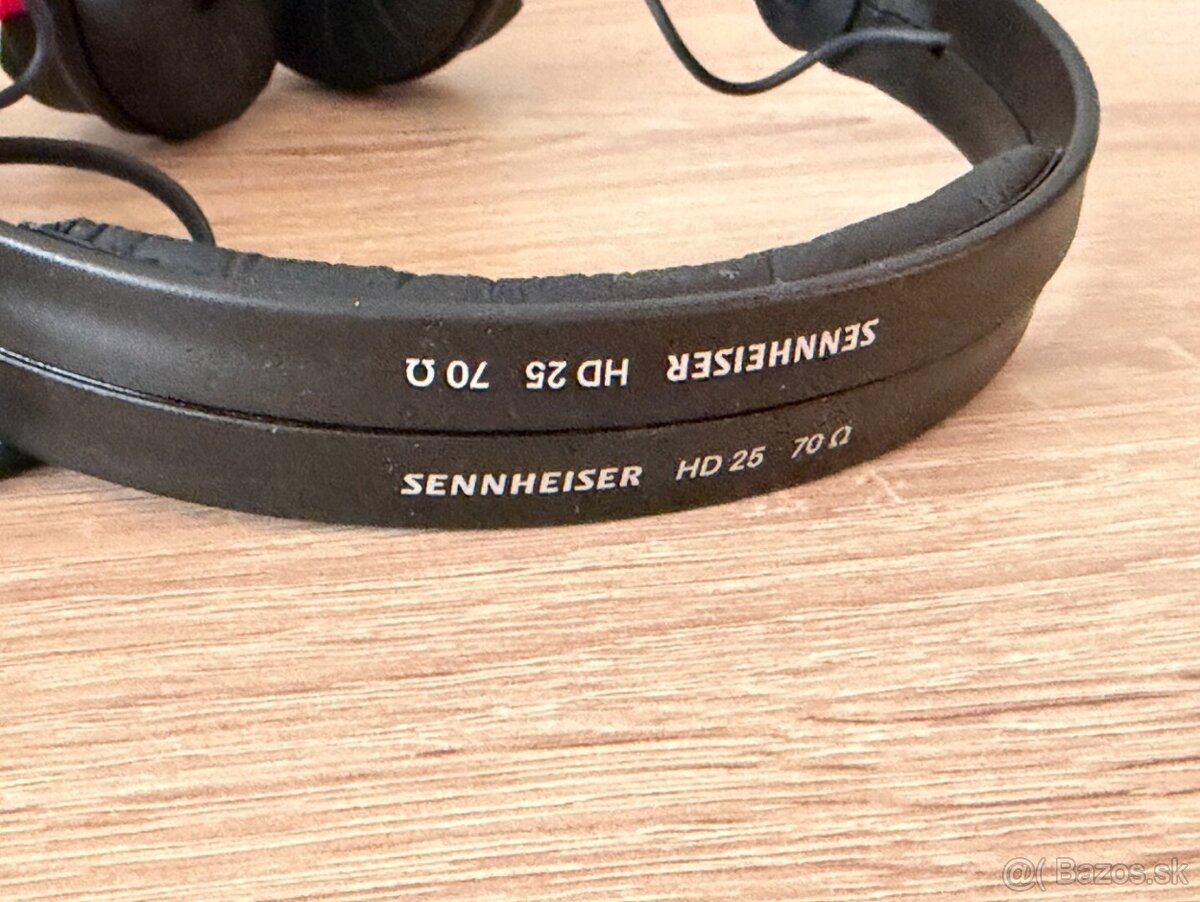 SENNHEISER HD 25 70 Ω
SENNHEISER HD 25 70 Ω
@( Bazos.sk